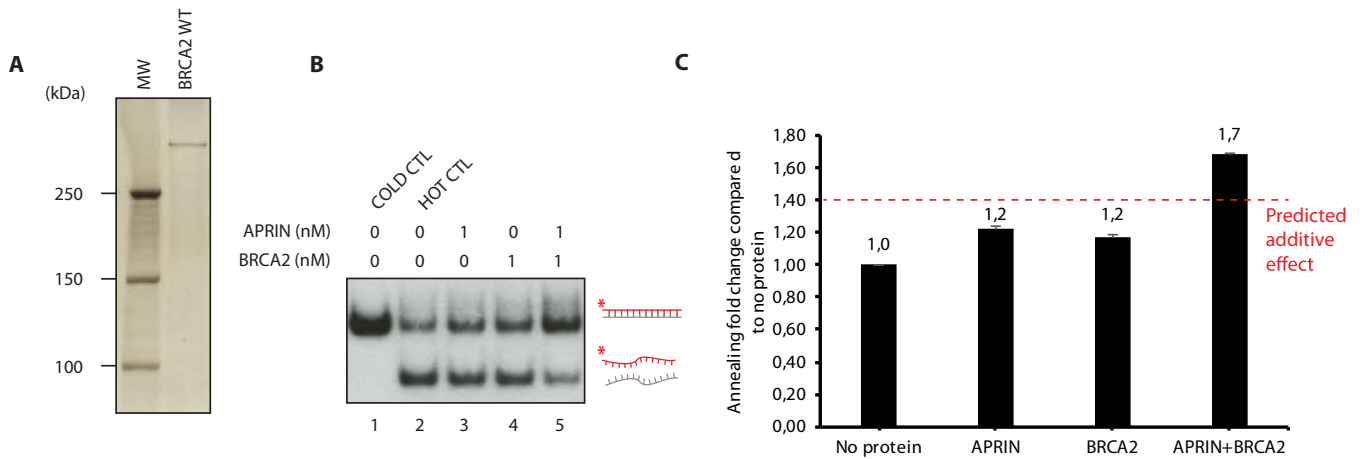 A
(kDa)
MW
BRCA2 WT
250
150
100
B
COLD CTL
HOT CTL
APRIN (nM) 0 0 1 0 1
BRCA2 (nM) 0 0 0 1 1
*
*
1 2 3 4 5
C
Annealing fold change compare d
to no protein
1,80
1,60
1,40
1,20
1,00
0,80
0,60
0,40
0,20
0,00
1,0
1,2
1,2
1,7
Predicted
additive
effect
No protein APRIN BRCA2 APRIN+BRCA2